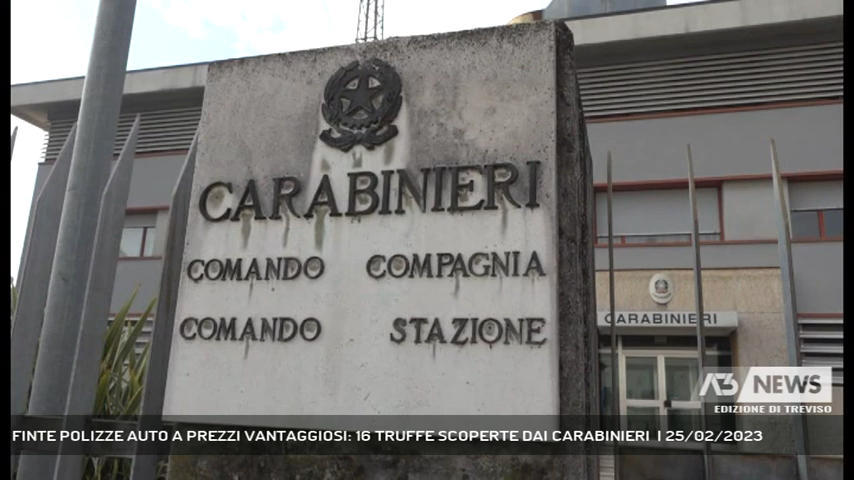 CARABINIERI
COMANDO COMPAGNIA
COMANDO STAZIONE
CARABINIERI
A3 NEWS
EDIZIONE DI TREVISO
FINTE POLIZZE AUTO A PREZZI VANTAGGIOSI: 16 TRUFFE SCOPERTE DAI CARABINIERI | 25/02/2023